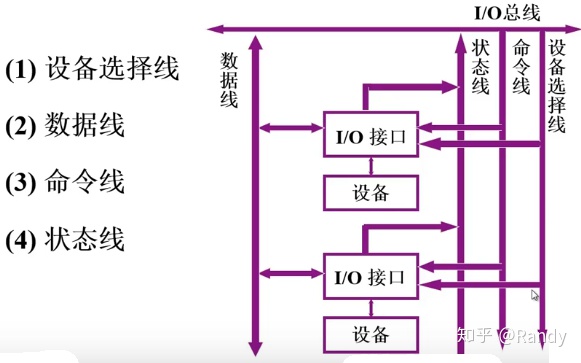 (1) 设备选择线
(2) 数据线
(3) 命令线
(4) 状态线
I/O总线
数据线
状态线
命令线
设备选择线
I/O 接口
设备
I/O 接口
设备
知乎 @Randy